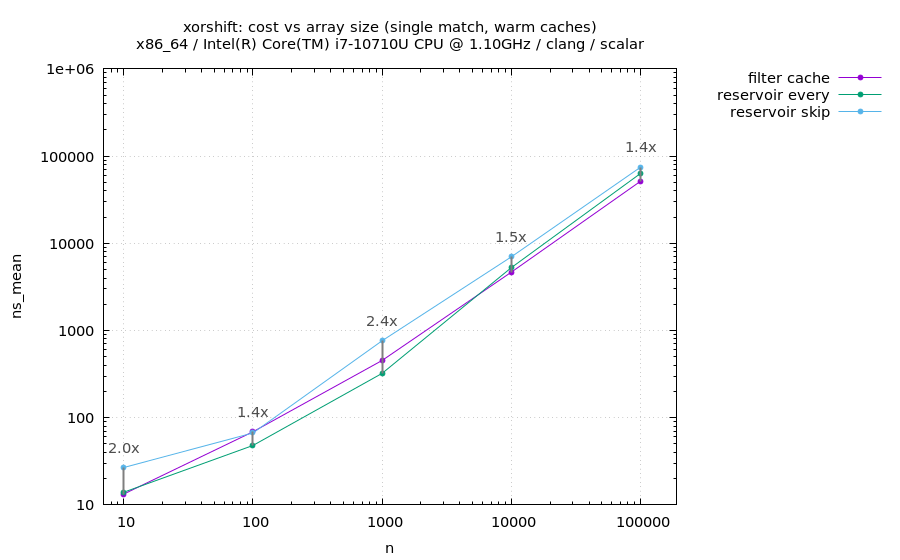 xorshift: cost vs array size (single match, warm caches)
x86_64 / Intel(R) Core(TM) i7-10710U CPU @ 1.10GHz / clang / scalar
1e+06
100000
10000
1000
100
10
ns_mean
filter cache
reservoir every
reservoir skip
2.0x
1.4x
2.4x
1.5x
1.4x
10
100
1000
10000
100000
n